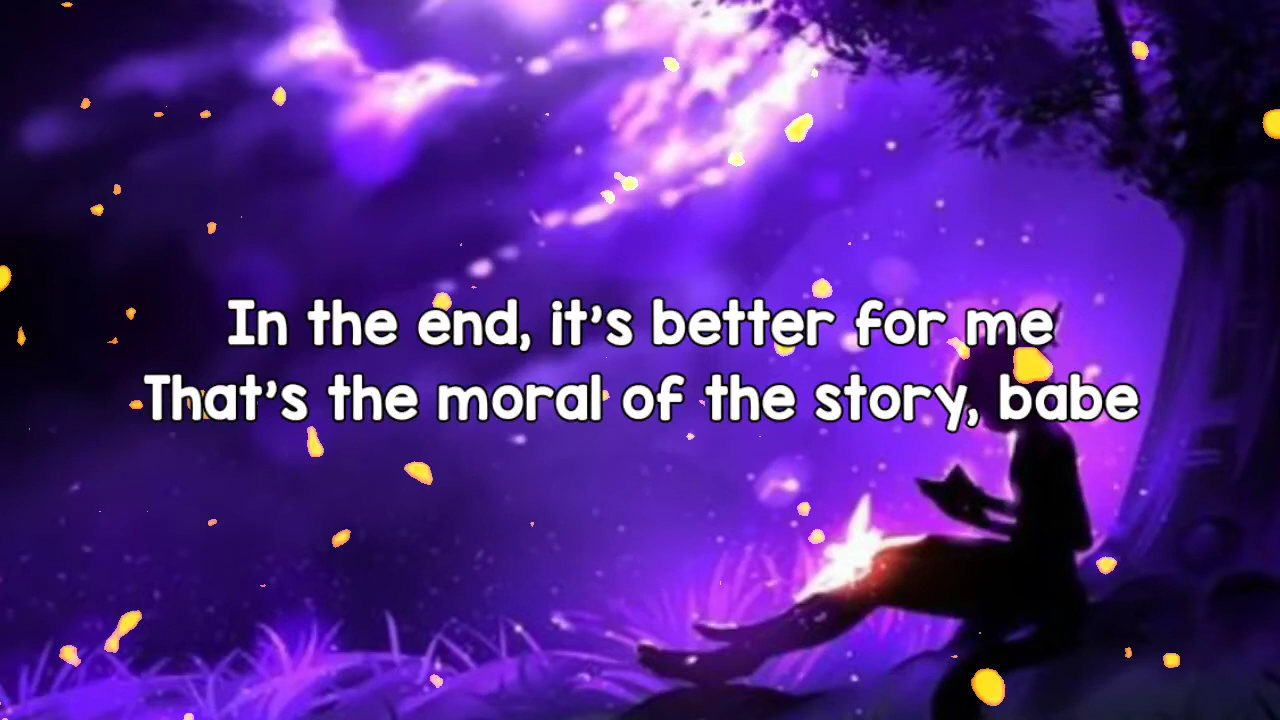 In the end, it's better for me
That's the moral of the story, babe